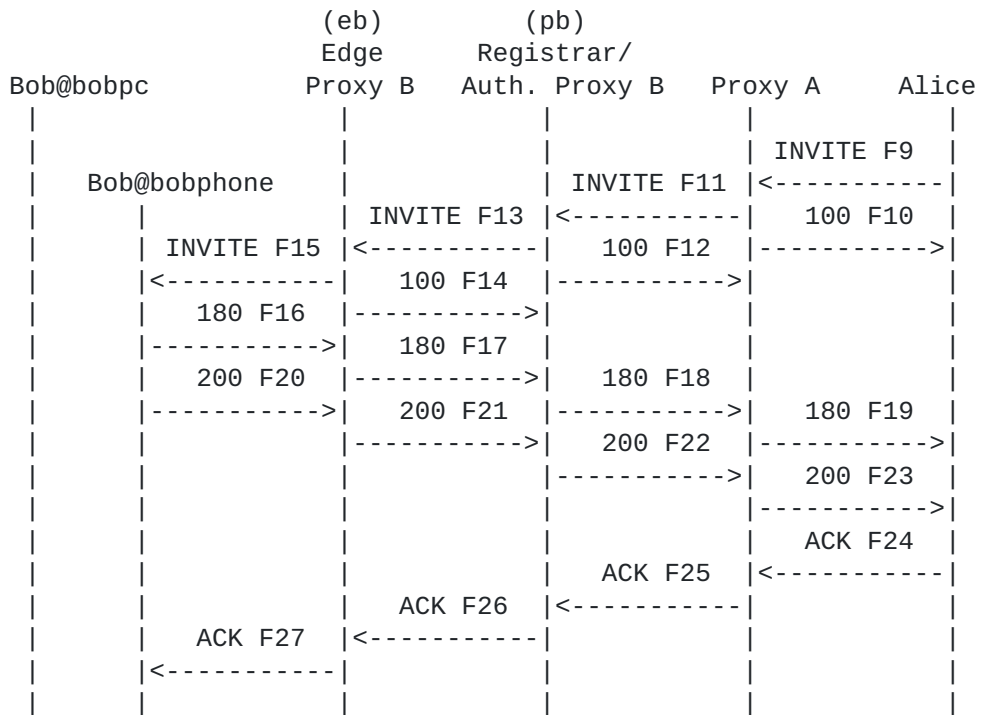 (eb) (pb)
Edge Registrar/
Bob@bobpc Proxy B Auth. Proxy B Proxy A Alice
INVITE F9
Bob@bobphone INVITE F11 <-----------
INVITE F13 <----------- 100 F10
INVITE F15 <----------- 100 F12 ----------->
<----------- 100 F14 ----------->
180 F16 ----------->
-----------> 180 F17
200 F20 -----------> 180 F18
-----------> 200 F21 -----------> 180 F19
-----------> 200 F22 ----------->
-----------> 200 F23
----------->
ACK F24
ACK F25 <-----------
ACK F26 <-----------
ACK F27 <-----------
<-----------